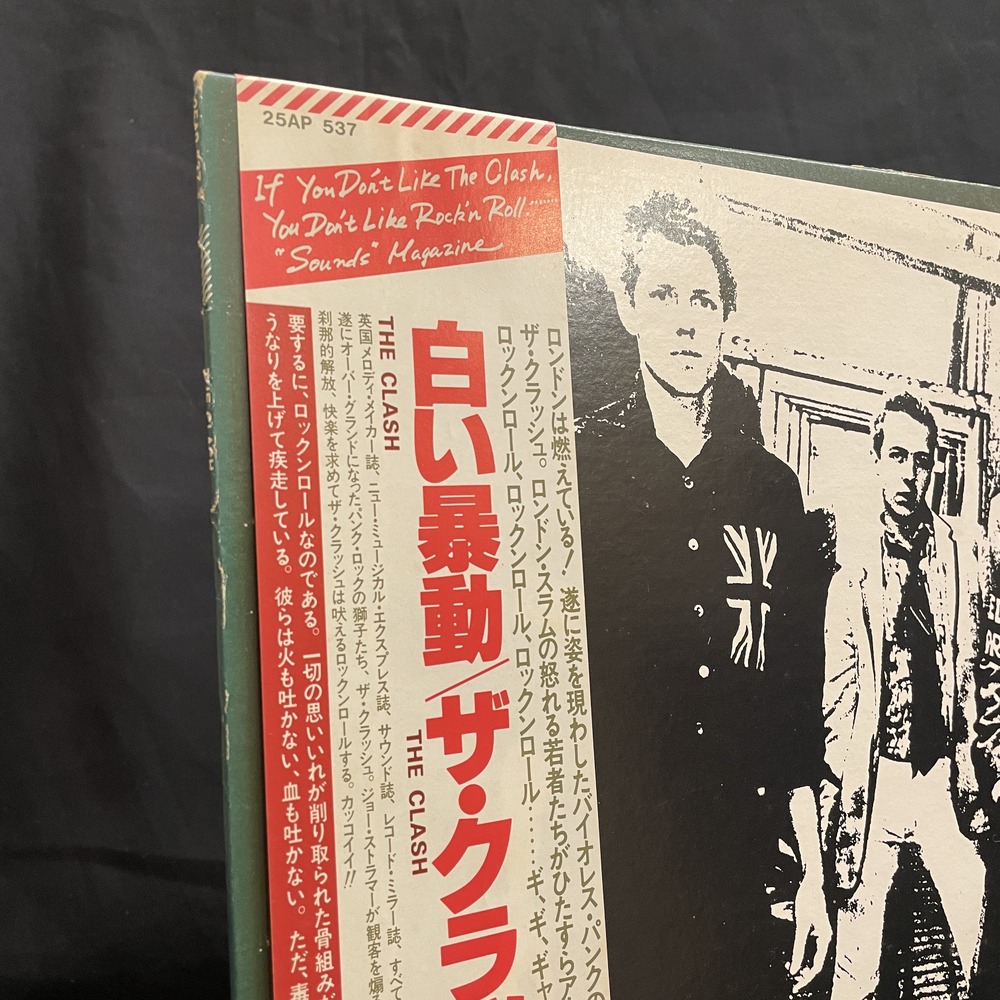 25AP 537
If You Don't Like The Clash,
You Don't Like Rock'n Roll……
"Sounds" Magazine
ロンドンは燃えている! 遂に姿を現わしたバイオレス・パンクの
ザ・クラッシュ。ロンドン・スラムの怒れる若者たちがひたすらア
ロックンロール、ロックンロール、ロックンロール……ギ、ギ、ギャ
白い暴動/ザ・クラ
THE CLASH
THE CLASH
英国メロディ・メイカー誌、ニュー・ミュージカル・エクスプレス誌、サウンド誌、レコード・ミラー誌、すべて
遂にオーバー・グランドになったパンク・ロックの獅子たち、ザ・クラッシュ。ジョー・ストラマーが観客を煽
刹那的解放、快楽を求めてザ・クラッシュは吠えるロックンロールする。カッコイイ!!
要するに、ロックンロールなのである。一切の思いいれが削り取られた骨組みだ
うなりを上げて疾走している。彼らは火も吐かない、血も吐かない。ただ、毒